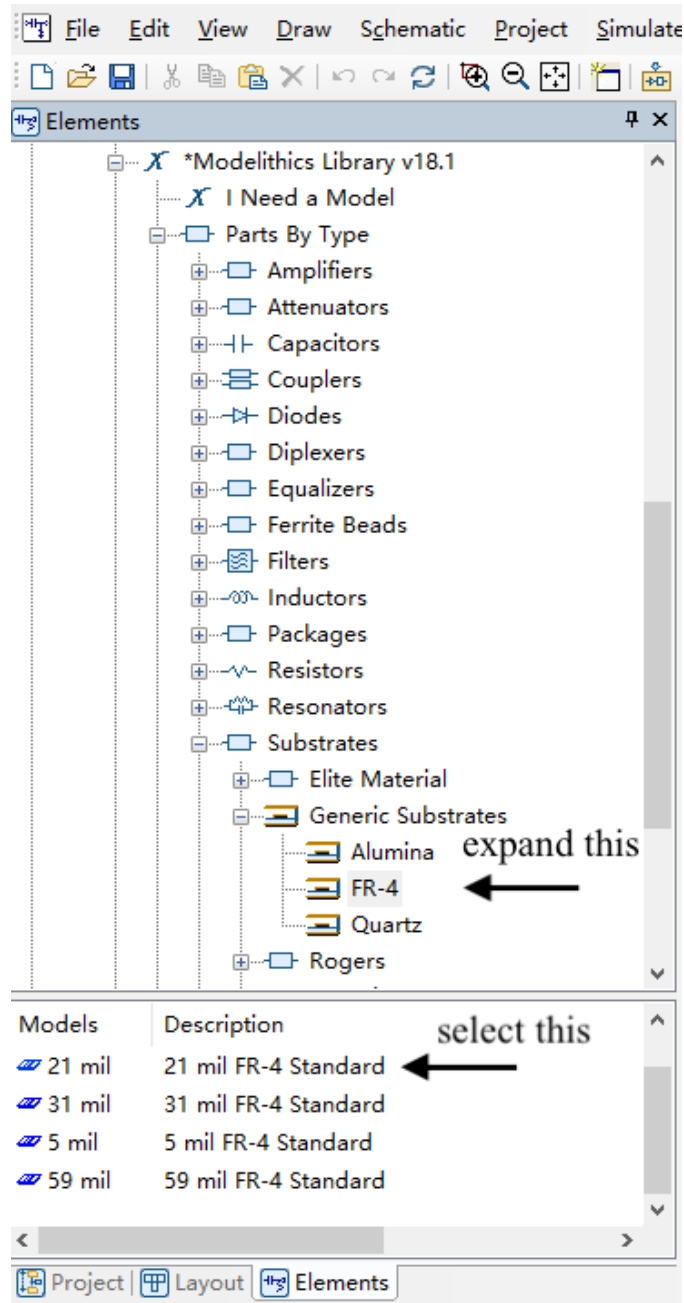 File Edit View Draw Schematic Project Simulate
Elements
*Modelithics Library v18.1
I Need a Model
Parts By Type
Amplifiers
Attenuators
Capacitors
Couplers
Diodes
Diplexers
Equalizers
Ferrite Beads
Filters
Inductors
Packages
Resistors
Resonators
Substrates
Elite Material
Generic Substrates
Alumina expand this
FR-4
Quartz
Rogers
Models Description select this
21 mil 21 mil FR-4 Standard
31 mil 31 mil FR-4 Standard
5 mil 5 mil FR-4 Standard
59 mil 59 mil FR-4 Standard
Project Layout Elements